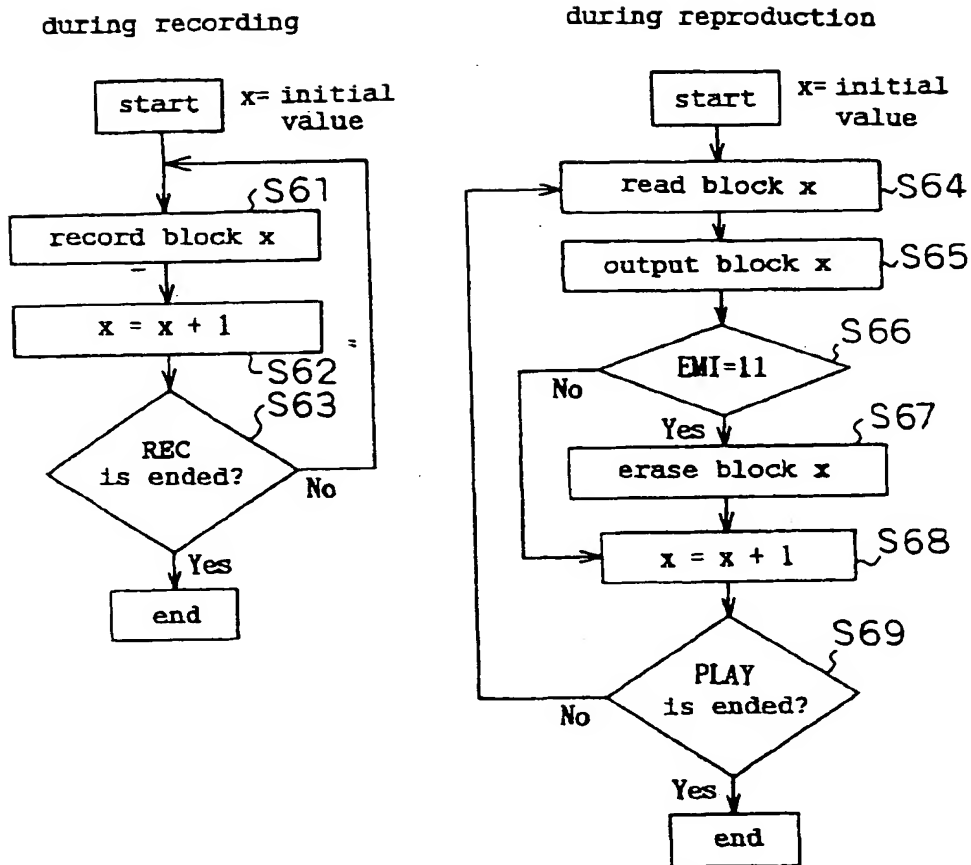 during recording
start
x= initial
value
S61
record block x
x = x + 1
S62
S63
REC
is ended?
No
Yes
end
during reproduction
start
x= initial
value
read block x
S64
output block x
S65
S66
EMI=11
No
Yes
S67
erase block x
x = x + 1
S68
S69
PLAY
is ended?
No
Yes
end